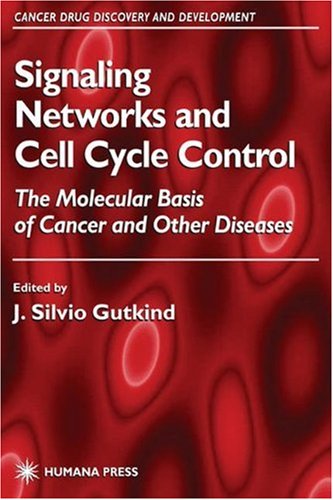 CANCER DRUG DISCOVERY AND DEVELOPMENT
Signaling
Networks and
Cell Cycle Control
The Molecular Basis
of Cancer and Other Diseases
Edited by
J. Silvio Gutkind
HUMANA PRESS